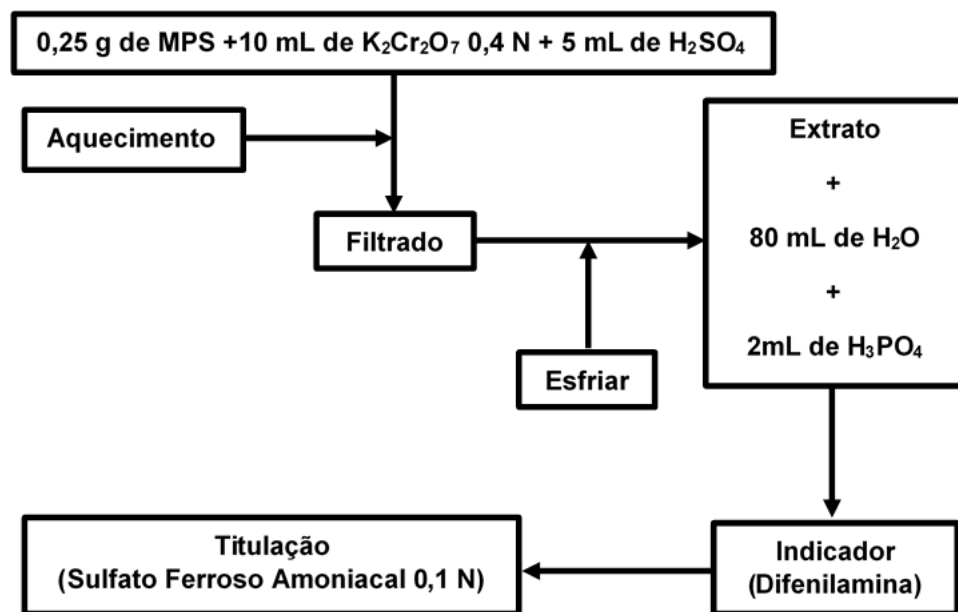 0,25 g de MPS +10 mL de K₂Cr₂O₇ 0,4 N + 5 mL de H₂SO₄
Aquecimento
Filtrado
Esfriar
Extrato
+
80 mL de H₂O
+
2mL de H₃PO₄
Indicador
(Difenilamina)
Titulação
(Sulfato Ferroso Amoniacal 0,1 N)